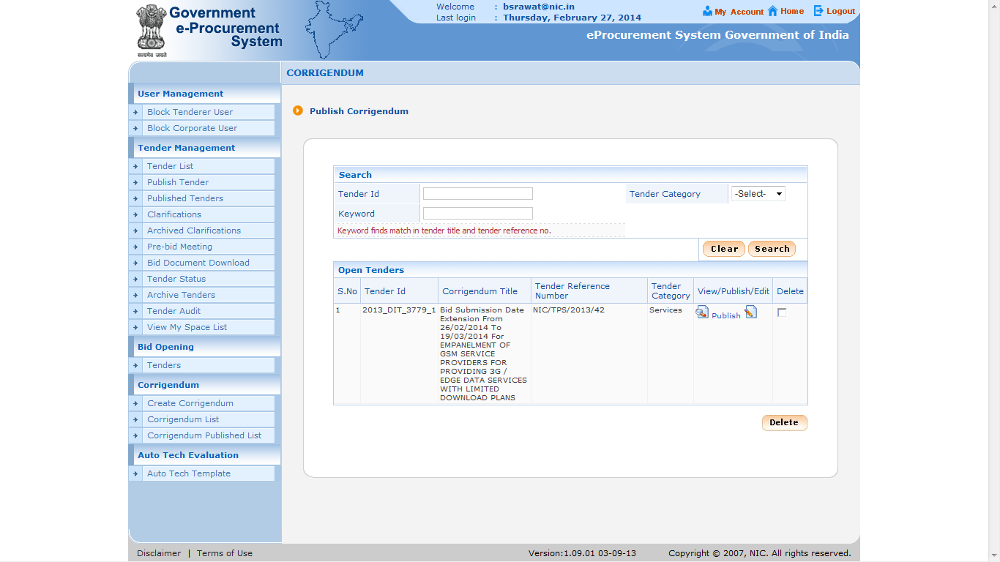 Government
e-Procurement
System
सत्यमेव जयते
Welcome : bsrawat@nic.in
Last login : Thursday, February 27, 2014
My Account Home Logout
eProcurement System Government of India
CORRIGENDUM
User Management
Block Tenderer User
Block Corporate User
Tender Management
Tender List
Publish Tender
Published Tenders
Clarifications
Archived Clarifications
Pre-bid Meeting
Bid Document Download
Tender Status
Archive Tenders
Tender Audit
View My Space List
Bid Opening
Tenders
Corrigendum
Create Corrigendum
Corrigendum List
Corrigendum Published List
Auto Tech Evaluation
Auto Tech Template
Publish Corrigendum
Search
Tender Id
Tender Category -Select-
Keyword
Keyword finds match in tender title and tender reference no.
Clear Search
Open Tenders
S.No Tender Id Corrigendum Title Tender Reference Number Tender Category View/Publish/Edit Delete
1 2013_DIT_3779_1 Bid Submission Date NIC/TPS/2013/42 Services Publish
Extension From
26/02/2014 To
19/03/2014 For
EMPANELMENT OF
GSM SERVICE
PROVIDERS FOR
PROVIDING 3G /
EDGE DATA SERVICES
WITH LIMITED
DOWNLOAD PLANS
Delete
Disclaimer | Terms of Use
Version:1.09.01 03-09-13
Copyright © 2007, NIC. All rights reserved.